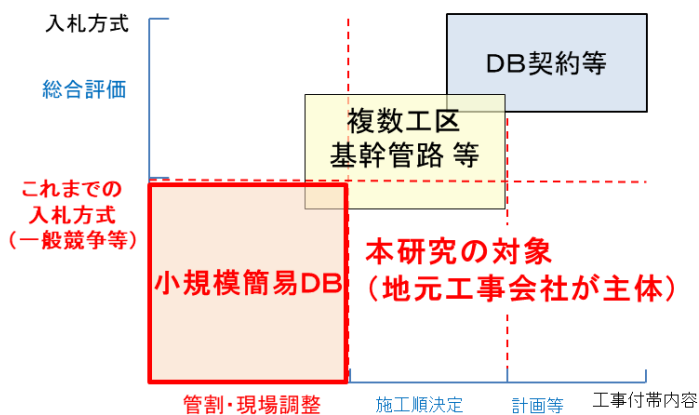 入札方式
総合評価
DB契約等
複数工区
基幹管路 等
これまでの
入札方式
(一般競争等)
小規模簡易DB
本研究の対象
(地元工事会社が主体)
管割・現場調整
施工順決定
計画等
工事付帯内容